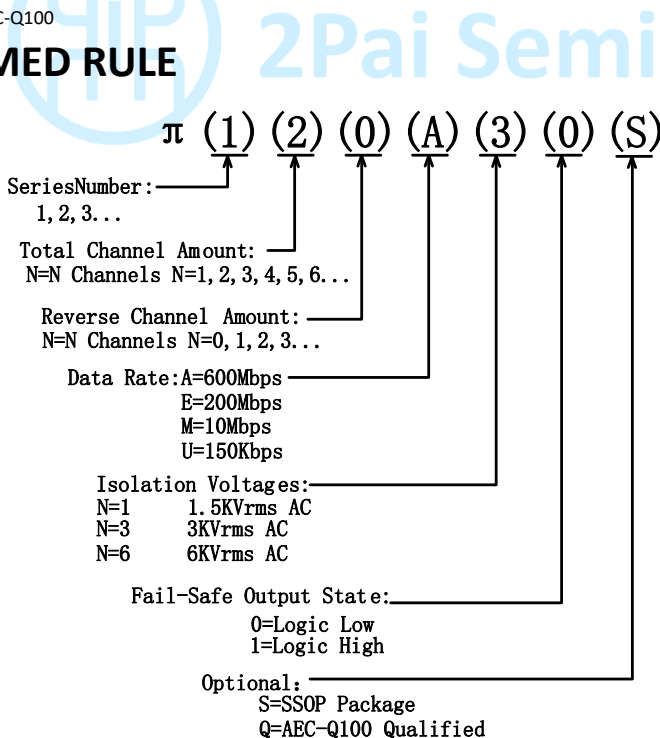 C-Q100
2Pai Semi
MED RULE
π (1) (2) (0) (A) (3) (0) (S)
SeriesNumber:
1,2,3...
Total Channel Amount:
N=N Channels N=1,2,3,4,5,6...
Reverse Channel Amount:
N=N Channels N=0,1,2,3...
Data Rate:A=600Mbps
E=200Mbps
M=10Mbps
U=150Kbps
Isolation Voltages:
N=1 1.5KVrms AC
N=3 3KVrms AC
N=6 6KVrms AC
Fail-Safe Output State:
0=Logic Low
1=Logic High
Optional:
S=SSOP Package
Q=AEC-Q100 Qualified